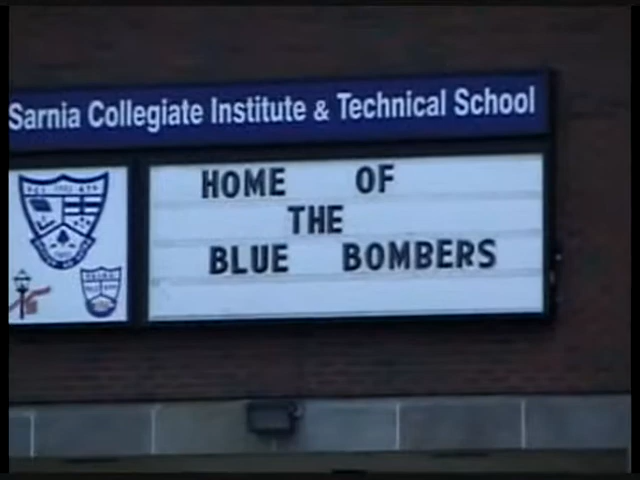 Sarnia Collegiate Institute & Technical School
HOME OF
THE
BLUE BOMBERS